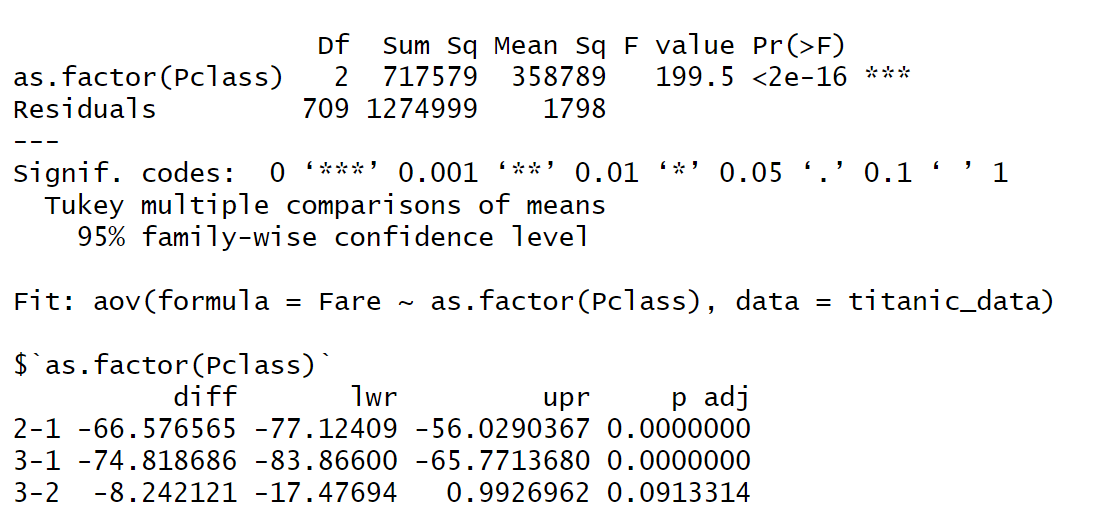 Df Sum Sq Mean Sq F value Pr(>F)
as.factor(Pclass) 2 717579 358789 199.5 <2e-16 ***
Residuals 709 1274999 1798
---
Signif. codes: 0 ‘***’ 0.001 ‘**’ 0.01 ‘*’ 0.05 ‘.’ 0.1 ‘ ’ 1
Tukey multiple comparisons of means
95% family-wise confidence level
Fit: aov(formula = Fare ~ as.factor(Pclass), data = titanic_data)
$`as.factor(Pclass)`
diff lwr upr p adj
2-1 -66.576565 -77.12409 -56.0290367 0.0000000
3-1 -74.818686 -83.86600 -65.7713680 0.0000000
3-2 -8.242121 -17.47694 0.9926962 0.0913314